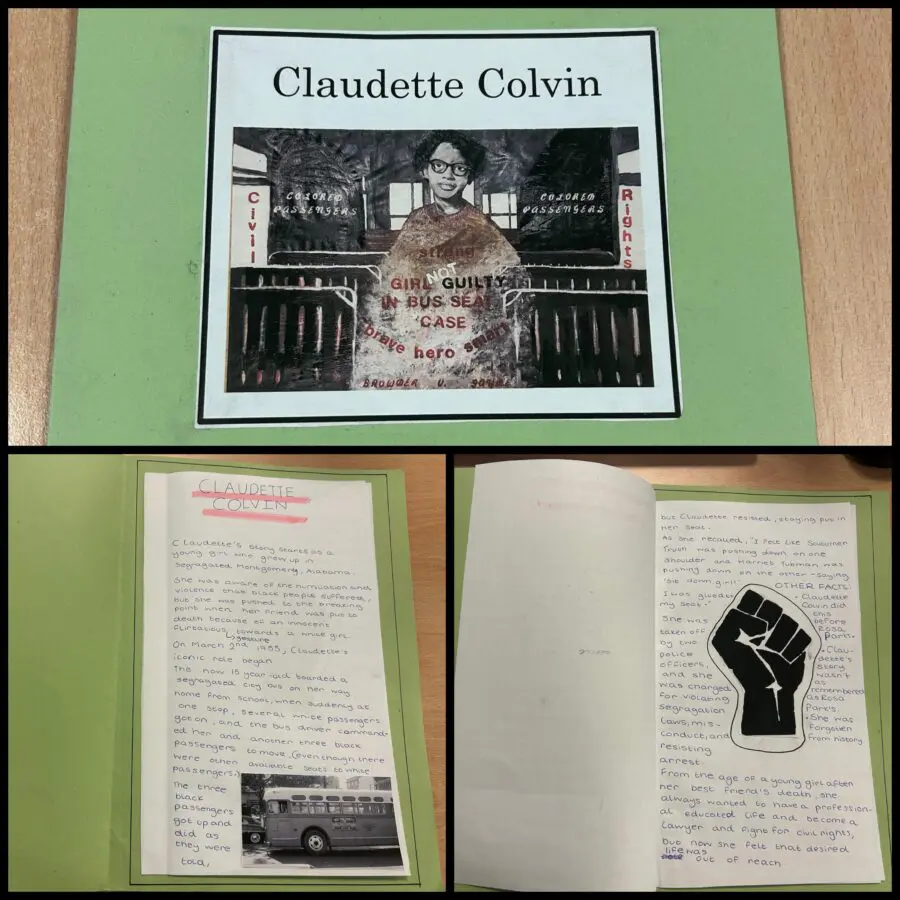 Claudette Colvin
Civil
COLORED
PASSENGERS
COLORED
PASSENGERS
Rights
strong
NOT
GIRL GUILTY
IN BUS SEAT
CASE
brave hero smart
BROWDER V.
CLAUDETTE
COLVIN
Claudette's story starts as a
young girl who grew up in
segregated Montgomery, Alabama.
She was aware of the humiliation and
violence that black people suffered,
but she was pushed to the breaking
point when her friend was put to
death because of an innocent
flirtatious gesture towards a white girl.
On March 2nd 1955, Claudette's
iconic role began
The now 15 year old boarded a
segregated city bus on her way
home from school, when suddenly at
one stop, several white passengers
got on, and the bus driver command-
ed her and another three black
passengers to move, (even though there
were other available seats to white
passengers.)
The three
black
passengers
got up and
did as
they were
told,
but Claudette resisted, staying put in
her seat.
As she recalled, "I felt like Sojourner
Truth was pushing down on one
shoulder and Harriet Tubman was
pushing down on the other - saying
'sit down girl!'
I was glued to
my seat."
She was
taken off
by two
police
officers,
and she
was charged
for violating
segregation
laws, mis-
conduct, and
resisting
arrest.
OTHER FACTS:
• Claudette
Colvin did
this
before
Rosa
Parks.
• Clau-
dette's
story
wasn't
as
remembered
as Rosa
Park's.
• She was
forgotten
from history
From the age of a young girl after
her best friend's death, she
always wanted to have a profession-
al educated life and become a
lawyer and fight for civil rights,
but now she felt that desired
life was out of reach